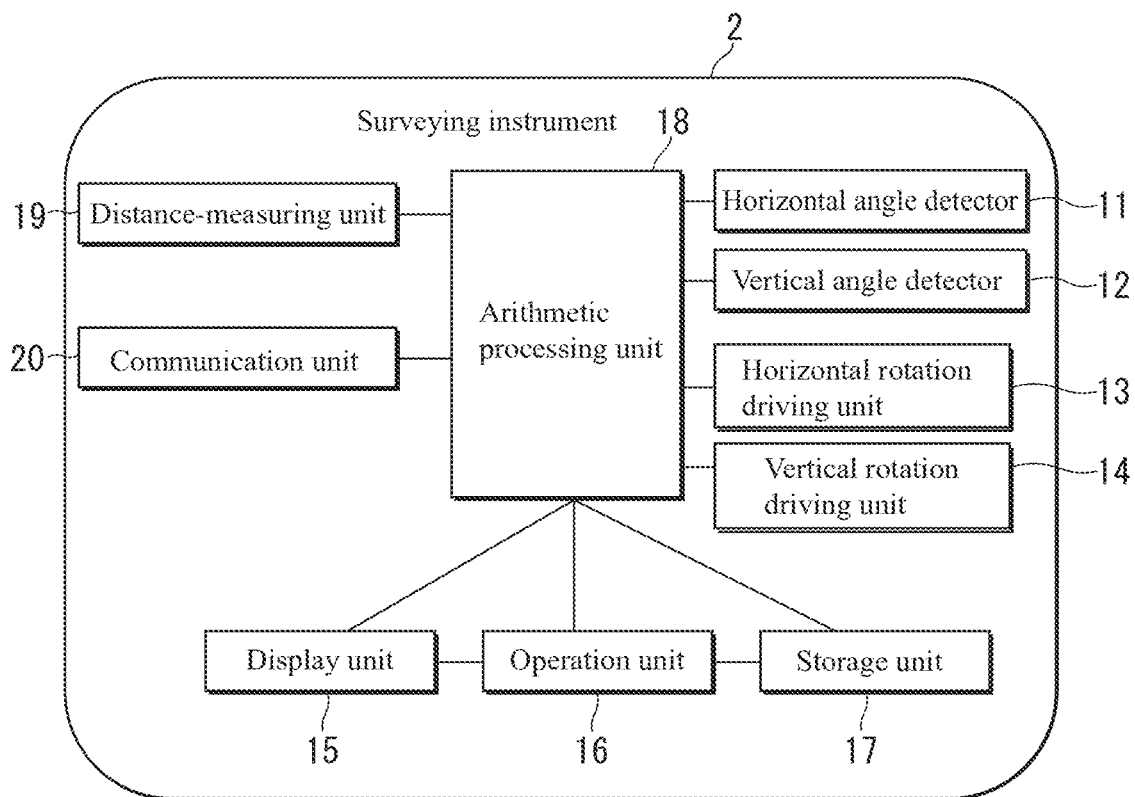 2
Surveying instrument
18
19
Distance-measuring unit
Horizontal angle detector
11
Vertical angle detector
12
Arithmetic
processing unit
20
Communication unit
Horizontal rotation
driving unit
13
Vertical rotation
driving unit
14
Display unit
Operation unit
Storage unit
15
16
17